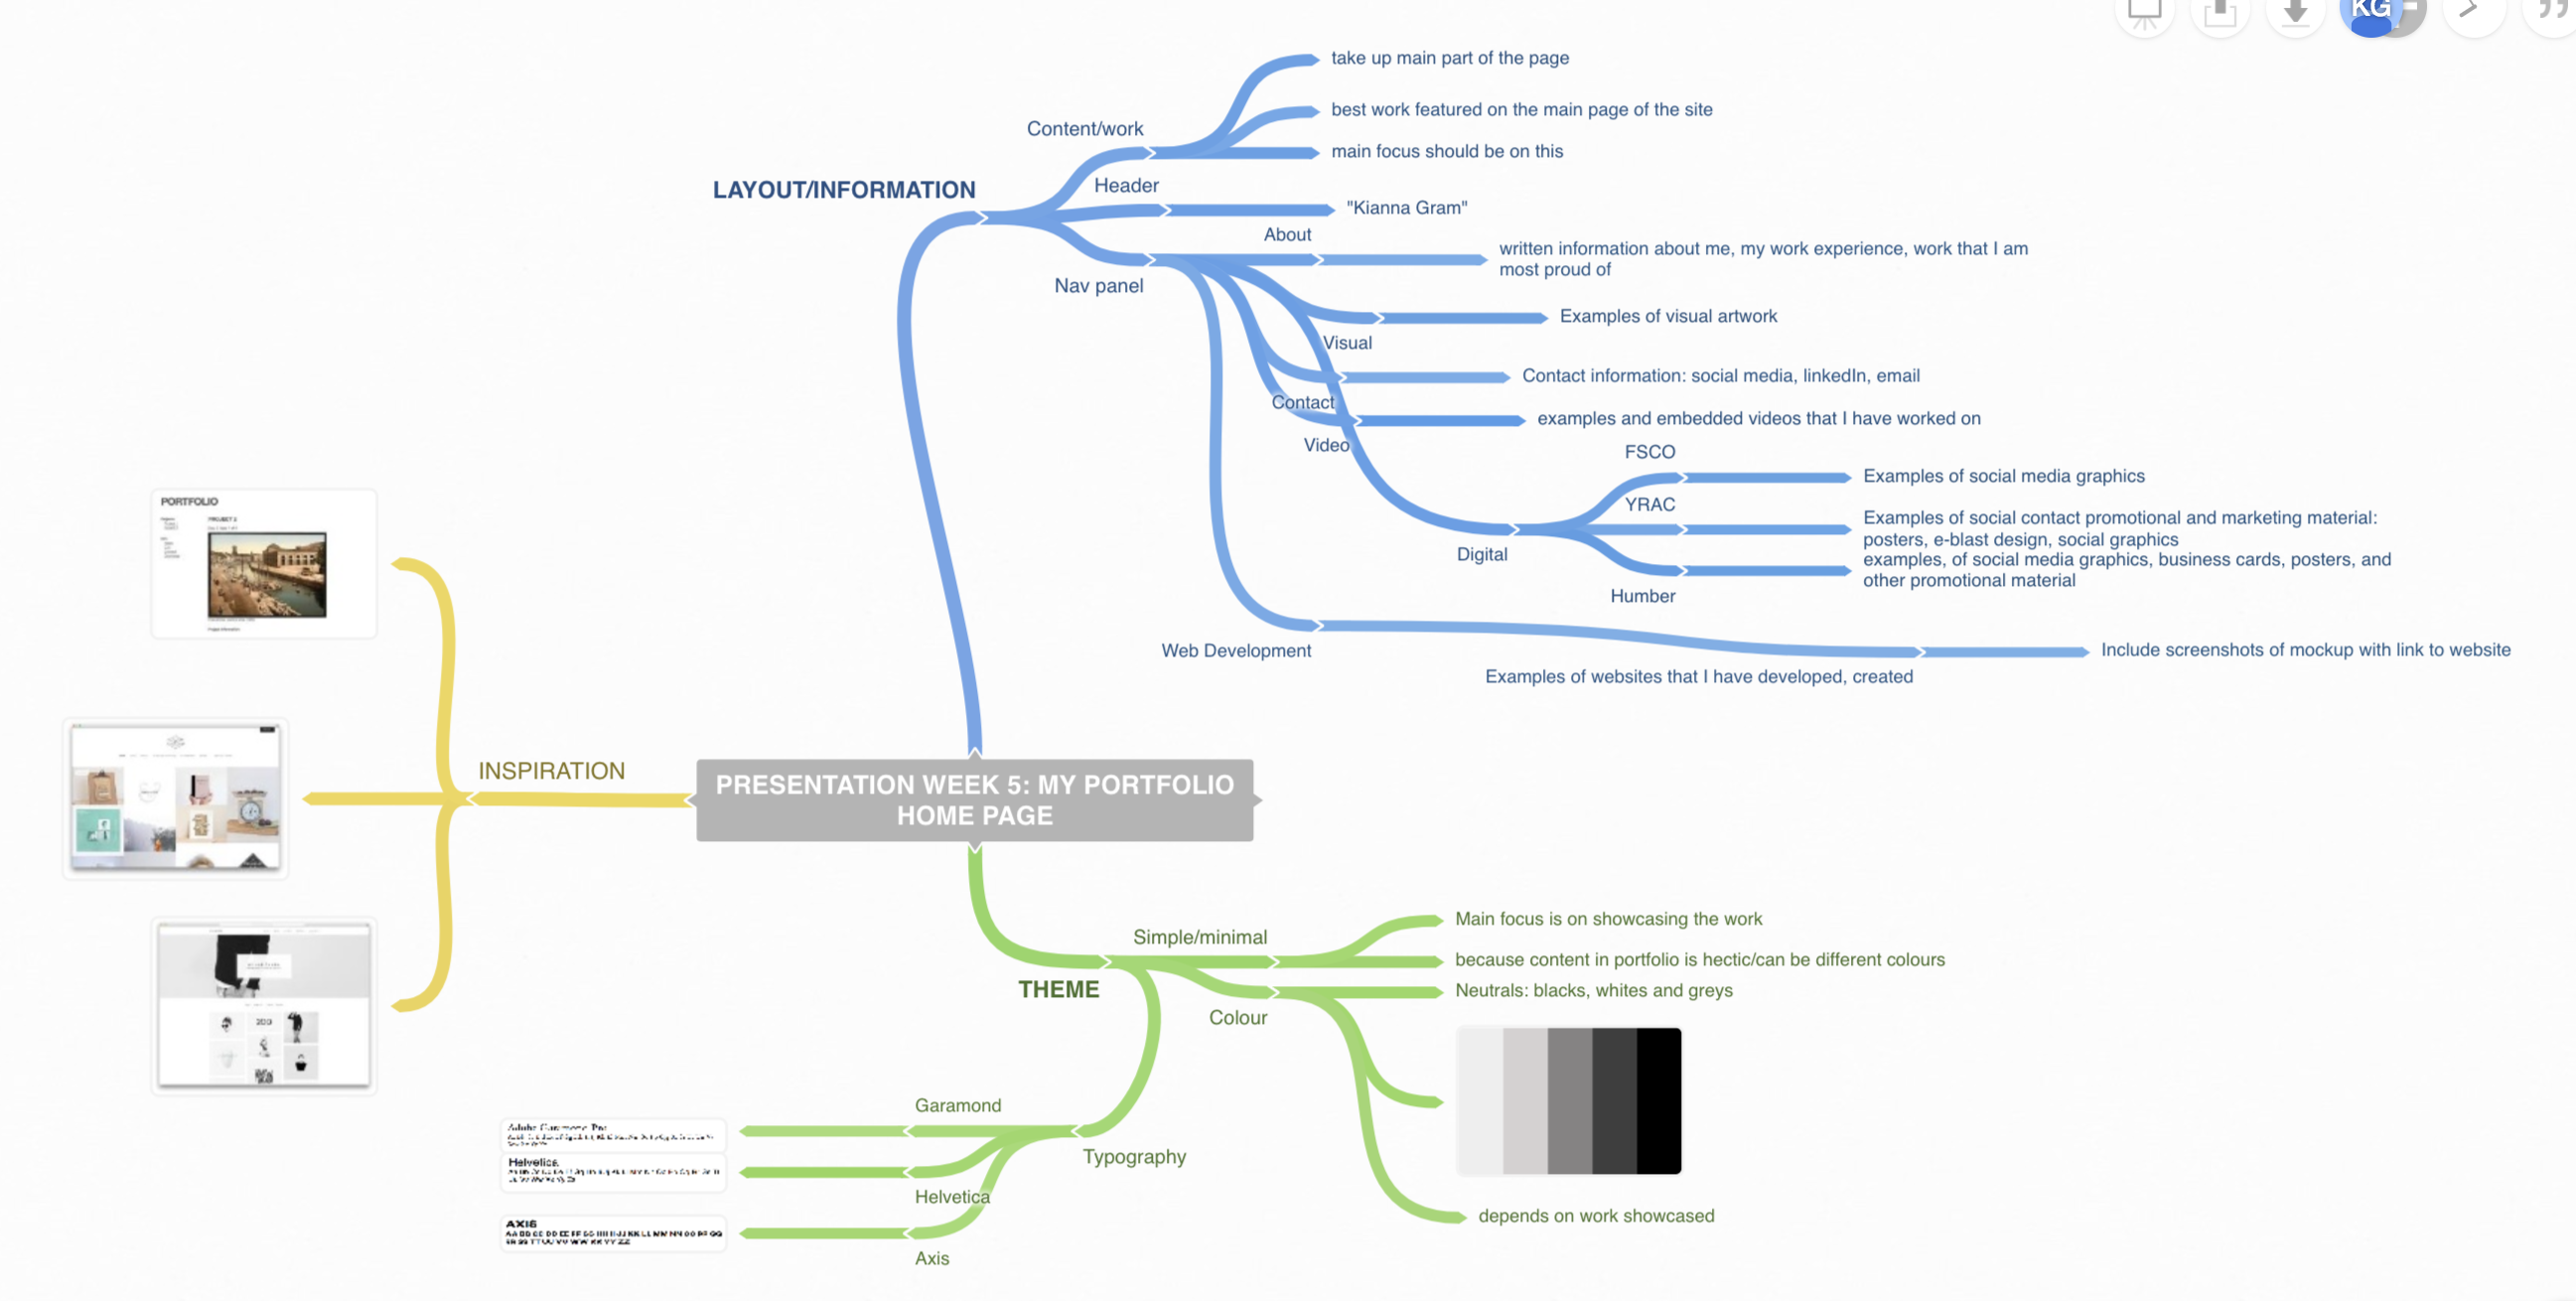 KG
take up main part of the page
best work featured on the main page of the site
Content/work
main focus should be on this
LAYOUT/INFORMATION
Header
"Kianna Gram"
About
written information about me, my work experience, work that I am
most proud of
Nav panel
Examples of visual artwork
Visual
Contact information: social media, linkedIn, email
Contact
examples and embedded videos that I have worked on
Video
FSCO
Examples of social media graphics
YRAC
Examples of social contact promotional and marketing material:
posters, e-blast design, social graphics
Digital
examples, of social media graphics, business cards, posters, and
other promotional material
Humber
Web Development
Include screenshots of mockup with link to website
Examples of websites that I have developed, created
PORTFOLIO
PROJECT 2
INSPIRATION
PRESENTATION WEEK 5: MY PORTFOLIO
HOME PAGE
Simple/minimal
Main focus is on showcasing the work
because content in portfolio is hectic/can be different colours
THEME
Neutrals: blacks, whites and greys
Colour
depends on work showcased
Typography
Garamond
Adobe Garamond Pro
Helvetica
Helvetica
Axis
AXIS